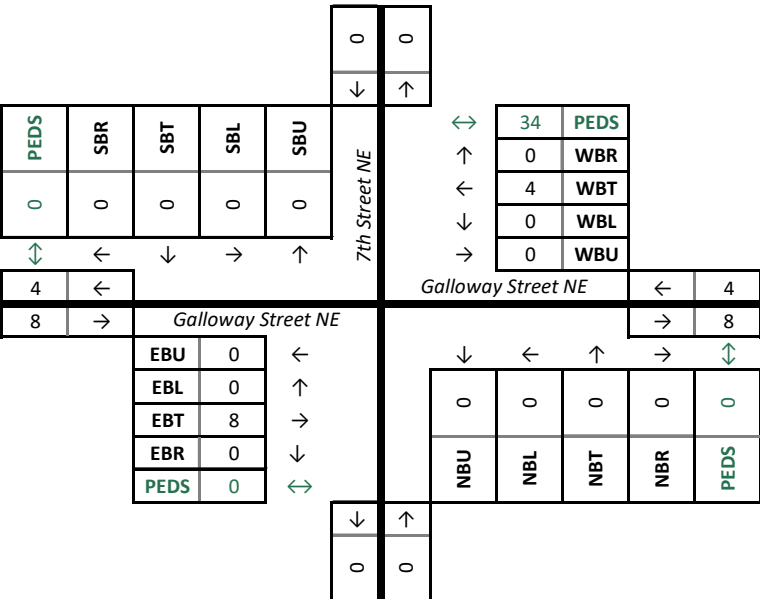 0 0
↓ ↑
PEDS SBR SBT SBL SBU
0 0 0 0 0
↕ ← ↓ → ↑
7th Street NE
↔ 34 PEDS
↑ 0 WBR
← 4 WBT
↓ 0 WBL
→ 0 WBU
4 ←
Galloway Street NE
← 4
8 →
Galloway Street NE
→ 8
EBU 0 ←
EBL 0 ↑
EBT 8 →
EBR 0 ↓
PEDS 0 ↔
↓ ← ↑ → ↕
0 0 0 0 0
NBU NBL NBT NBR PEDS
↓ ↑
0 0